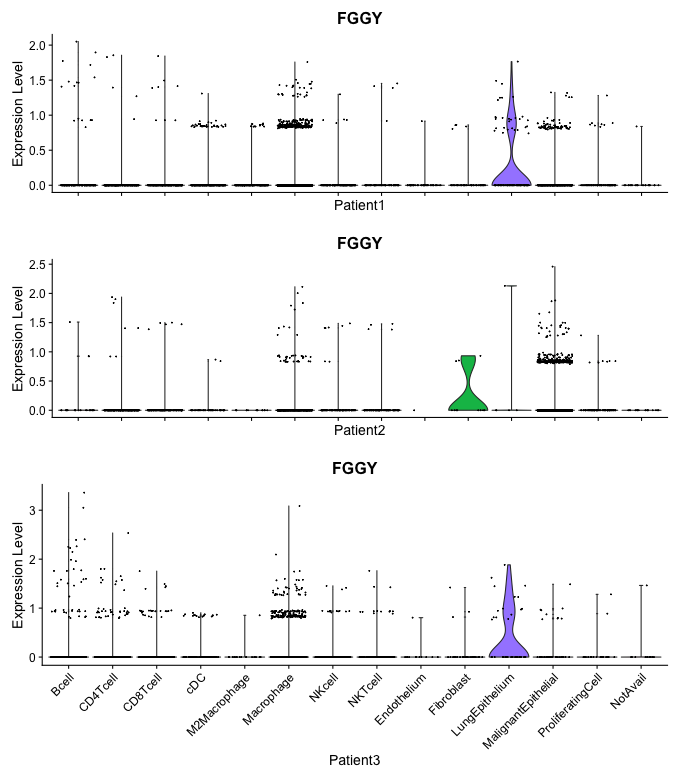 FGGY
Expression Level
2.0
1.5
1.0
0.5
0.0
Patient1
FGGY
Expression Level
2.5
2.0
1.5
1.0
0.5
0.0
Patient2
FGGY
Expression Level
3
2
1
0
Bcell
CD4Tcell
CD8Tcell
cDC
M2Macrophage
Macrophage
NKcell
NKTcell
Endothelium
Fibroblast
LungEpithelium
MalignantEpithelial
ProliferatingCell
NotAvail
Patient3